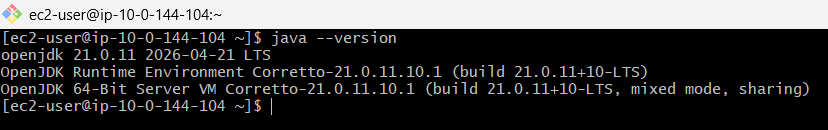 ec2-user@ip-10-0-144-104:~
[ec2-user@ip-10-0-144-104 ~]$ java --version
openjdk 21.0.11 2026-04-21 LTS
OpenJDK Runtime Environment Corretto-21.0.11.10.1 (build 21.0.11+10-LTS)
OpenJDK 64-Bit Server VM Corretto-21.0.11.10.1 (build 21.0.11+10-LTS, mixed mode, sharing)
[ec2-user@ip-10-0-144-104 ~]$